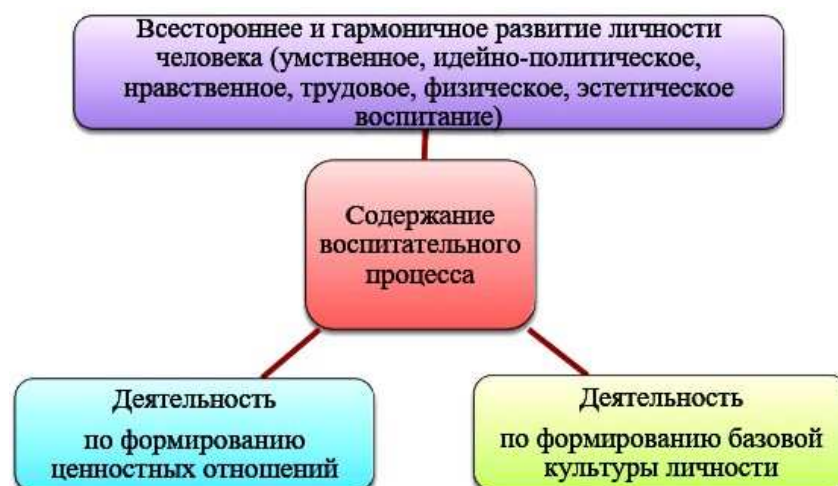 Всестороннее и гармоничное развитие личности
человека (умственное, идейно-политическое,
нравственное, трудовое, физическое, эстетическое
воспитание)
Содержание
воспитательного
процесса
Деятельность
по формированию
ценностных отношений
Деятельность
по формированию базовой
культуры личности